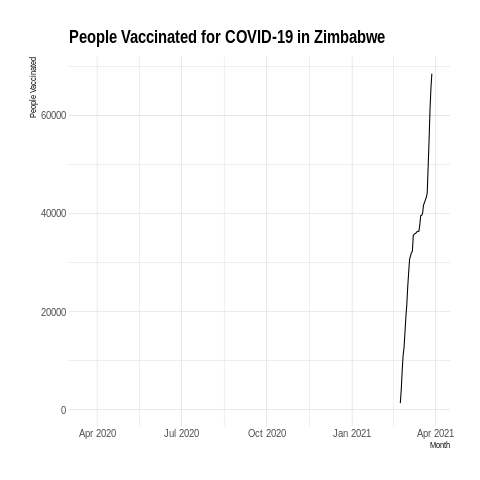 People Vaccinated for COVID-19 in Zimbabwe
People Vaccinated
60000
40000
20000
0
Apr 2020 Jul 2020 Oct 2020 Jan 2021 Apr 2021
Month